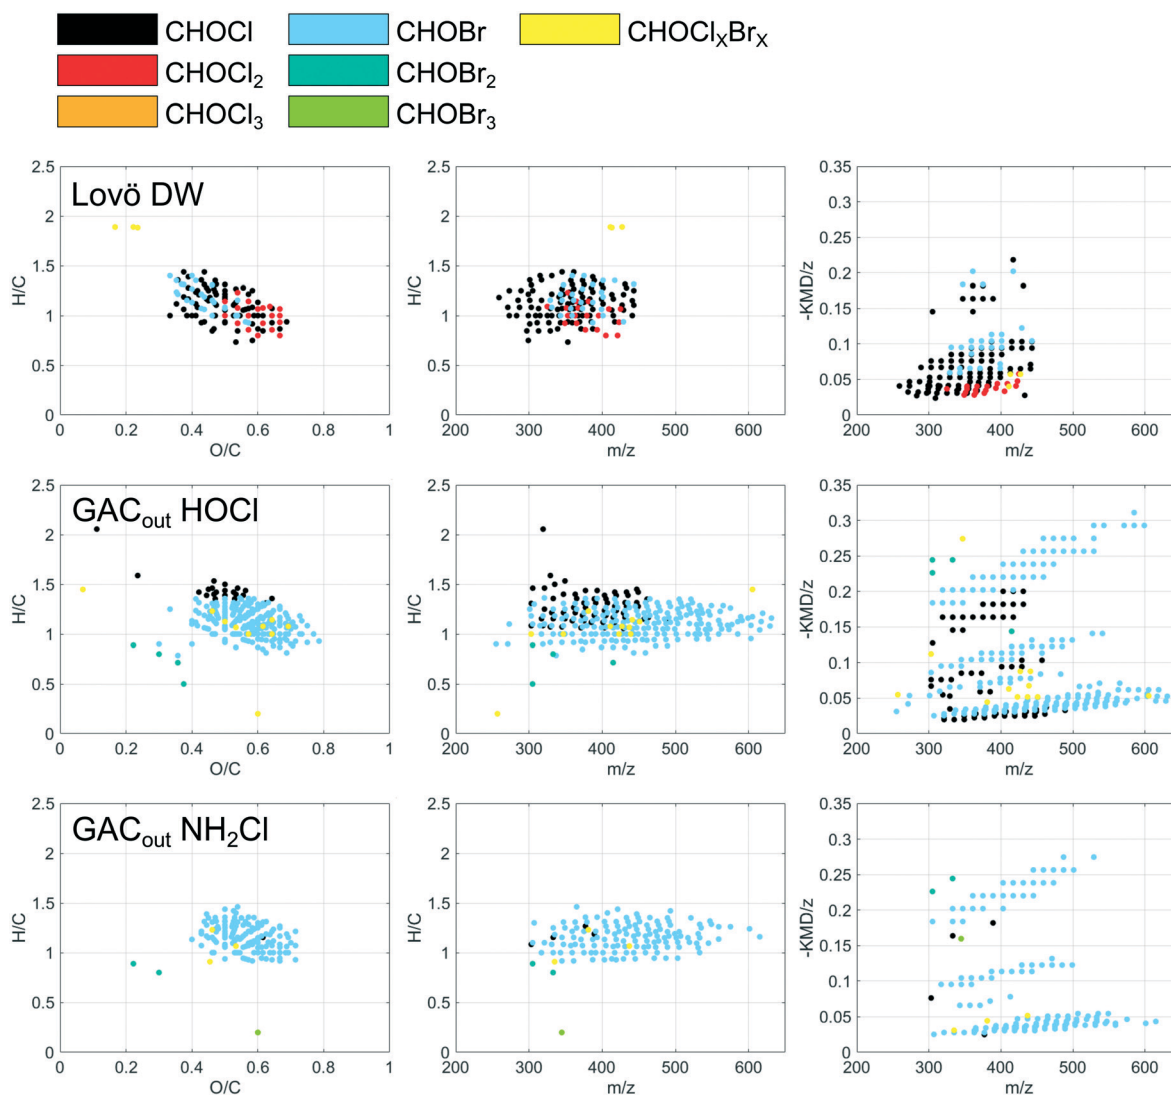 CHOCl CHOBr CHOClXBrX
CHOCl2 CHOBr2
CHOCl3 CHOBr3
Lovö DW
H/C
2.5
2
1.5
1
0.5
0
0 0.2 0.4 0.6 0.8 1
O/C
H/C
2.5
2
1.5
1
0.5
0
200 300 400 500 600
m/z
-KMD/z
0.35
0.3
0.25
0.2
0.15
0.1
0.05
0
200 300 400 500 600
m/z
GACout HOCl
H/C
2.5
2
1.5
1
0.5
0
0 0.2 0.4 0.6 0.8 1
O/C
H/C
2.5
2
1.5
1
0.5
0
200 300 400 500 600
m/z
-KMD/z
0.35
0.3
0.25
0.2
0.15
0.1
0.05
0
200 300 400 500 600
m/z
GACout NH2Cl
H/C
2.5
2
1.5
1
0.5
0
0 0.2 0.4 0.6 0.8 1
O/C
H/C
2.5
2
1.5
1
0.5
0
200 300 400 500 600
m/z
-KMD/z
0.35
0.3
0.25
0.2
0.15
0.1
0.05
0
200 300 400 500 600
m/z